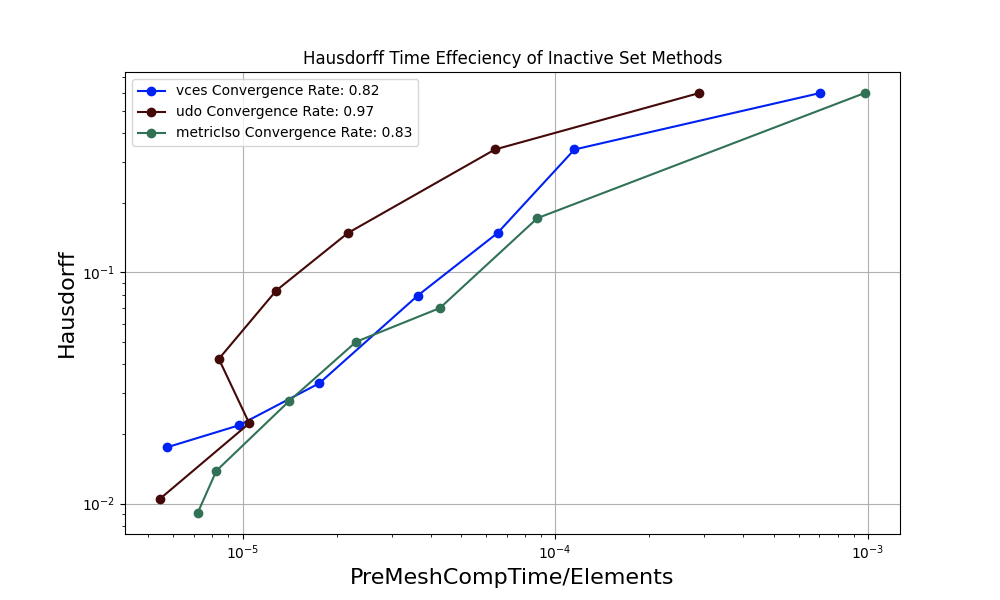 Hausdorff Time Effeciency of Inactive Set Methods
vces Convergence Rate: 0.82
udo Convergence Rate: 0.97
metricIso Convergence Rate: 0.83
Hausdorff
10⁻¹
10⁻²
10⁻⁵
10⁻⁴
10⁻³
PreMeshCompTime/Elements